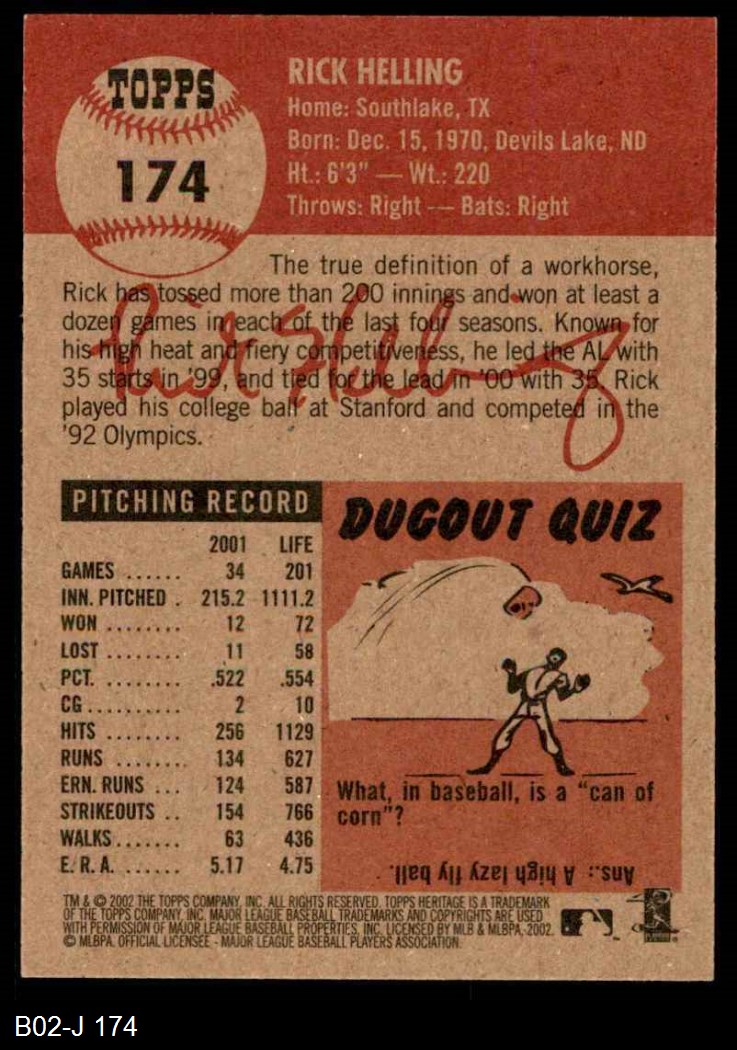 TOPPS
174
RICK HELLING
Home: Southlake, TX
Born: Dec. 15, 1970, Devils Lake, ND
Ht.: 6'3" — Wt.: 220
Throws: Right -— Bats: Right
The true definition of a workhorse,
Rick has tossed more than 200 innings and won at least a
dozen games in each of the last four seasons. Known for
his high heat and fiery competitiveness, he led the AL with
35 starts in '99, and tied for the lead in '00 with 35. Rick
played his college ball at Stanford and competed in the
'92 Olympics.
Rick Helling
PITCHING RECORD
2001 LIFE
GAMES ...... 34 201
INN. PITCHED . 215.2 1111.2
WON ........ 12 72
LOST ........ 11 58
PCT. ........ .522 .554
CG .......... 2 10
HITS ........ 256 1129
RUNS ....... 134 627
ERN. RUNS ... 124 587
STRIKEOUTS .. 154 766
WALKS ....... 63 436
E. R. A. ...... 5.17 4.75
DUGOUT QUIZ
What, in baseball, is a "can of
corn"?
Ans.: A high lazy fly ball.
TM & © 2002 THE TOPPS COMPANY, INC. ALL RIGHTS RESERVED. TOPPS HERITAGE IS A TRADEMARK
OF THE TOPPS COMPANY, INC. MAJOR LEAGUE BASEBALL TRADEMARKS AND COPYRIGHTS ARE USED
WITH PERMISSION OF MAJOR LEAGUE BASEBALL PROPERTIES, INC. LICENSED BY MLB & MLBPA, 2002.
© MLBPA. OFFICIAL LICENSEE - MAJOR LEAGUE BASEBALL PLAYERS ASSOCIATION.
B02-J 174